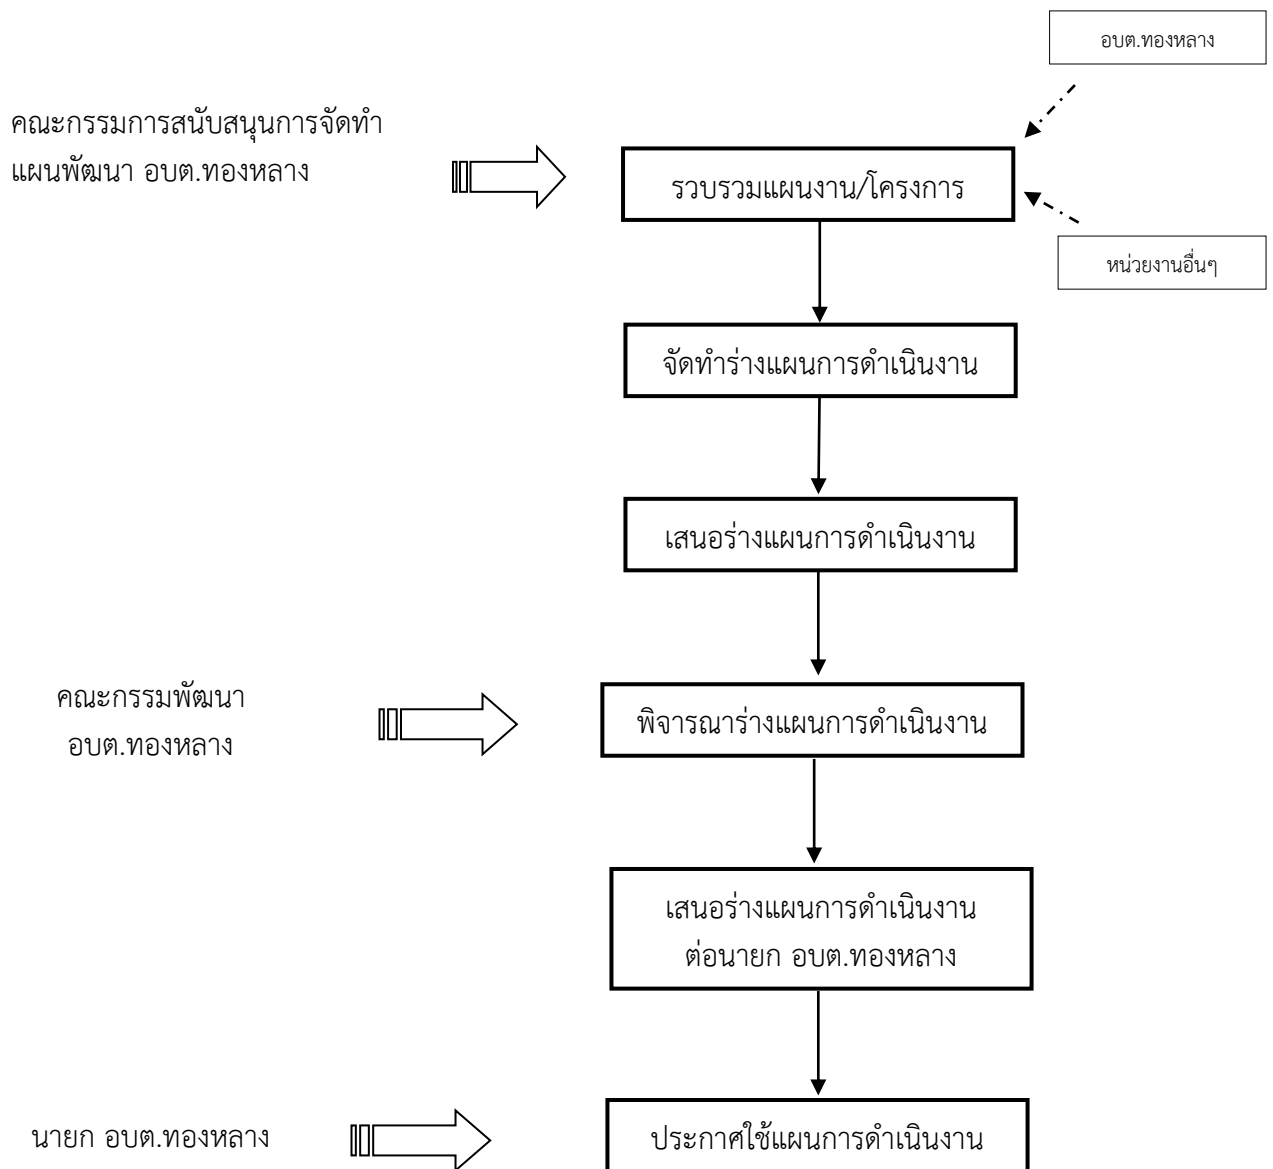 อบต.ทองหลาง
คณะกรรมการสนับสนุนการจัดทำ
แผนพัฒนา อบต.ทองหลาง
รวบรวมแผนงาน/โครงการ
หน่วยงานอื่นๆ
จัดทำร่างแผนการดำเนินงาน
เสนอร่างแผนการดำเนินงาน
คณะกรรมพัฒนา
อบต.ทองหลาง
พิจารณาร่างแผนการดำเนินงาน
เสนอร่างแผนการดำเนินงาน
ต่อนายก อบต.ทองหลาง
นายก อบต.ทองหลาง
ประกาศใช้แผนการดำเนินงาน